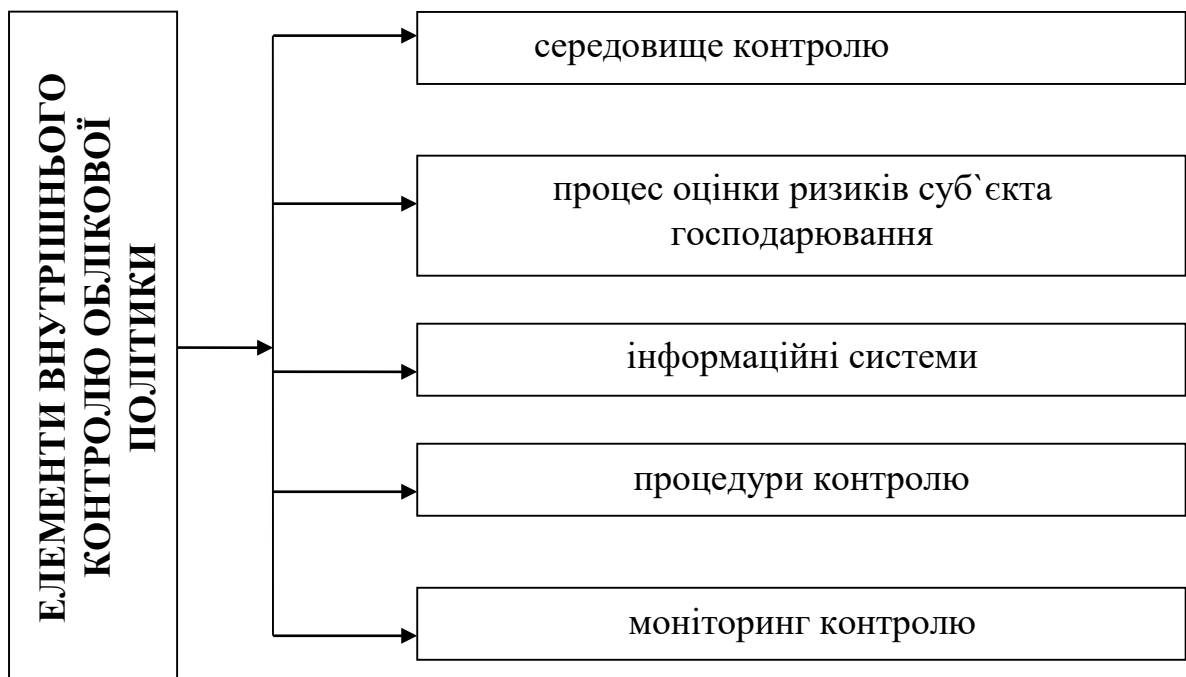 ЕЛЕМЕНТИ ВНУТРІШНЬОГО
КОНТРОЛЮ ОБЛІКОВОЇ
ПОЛІТИКИ
середовище контролю
процес оцінки ризиків суб`єкта
господарювання
інформаційні системи
процедури контролю
моніторинг контролю